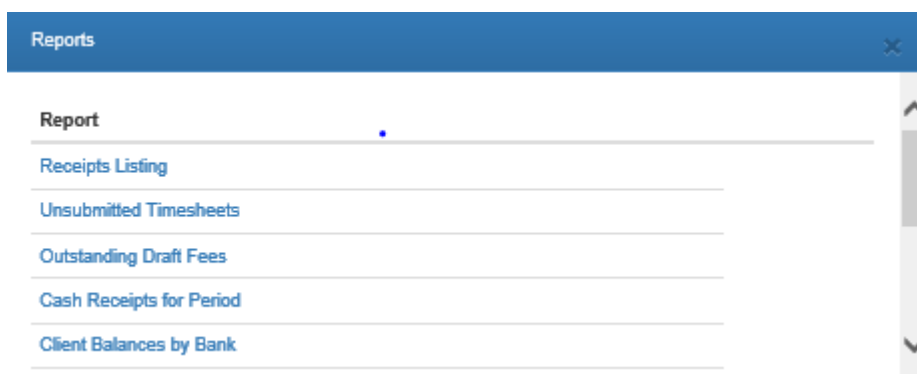 Reports
Report
Receipts Listing
Unsubmitted Timesheets
Outstanding Draft Fees
Cash Receipts for Period
Client Balances by Bank